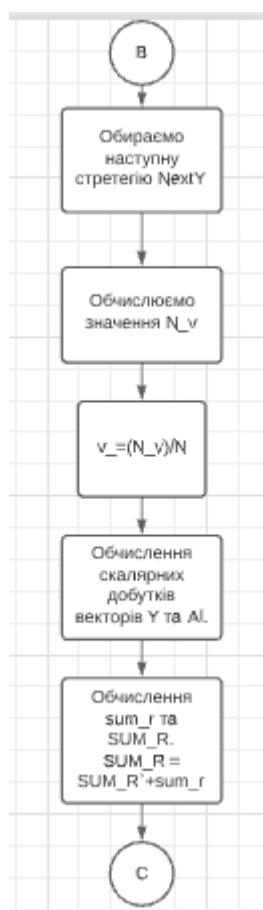 B
Обираємо
наступну
стретегію NextY
Обчислюємо
значення N_v
v_=(N_v)/N
Обчислення
скалярних
добутків
векторів Y та Al.
Обчислення
sum_r та
SUM_R.
SUM_R =
SUM_R`+sum_r
C